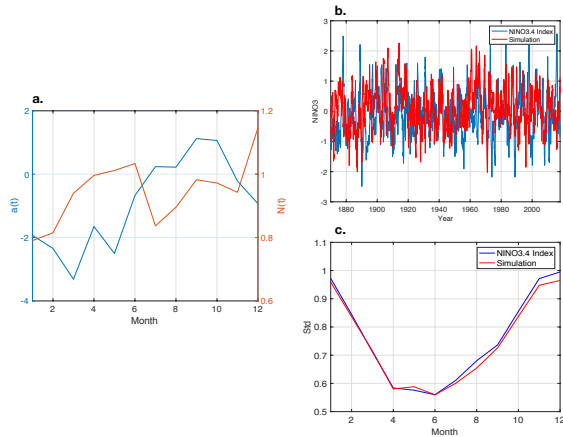 a.
2
0
-2
-4
a(t)
1.2
1
0.8
0.6
N(t)
2
4
6
8
10
12
Month
b.
3
2
1
0
-1
-2
-3
NINO3
NINO3.4 Index
Simulation
1880
1900
1920
1940
1960
1980
2000
Year
c.
1.1
1
0.9
0.8
0.7
0.6
0.5
Std
NINO3.4 Index
Simulation
2
4
6
8
10
12
Month